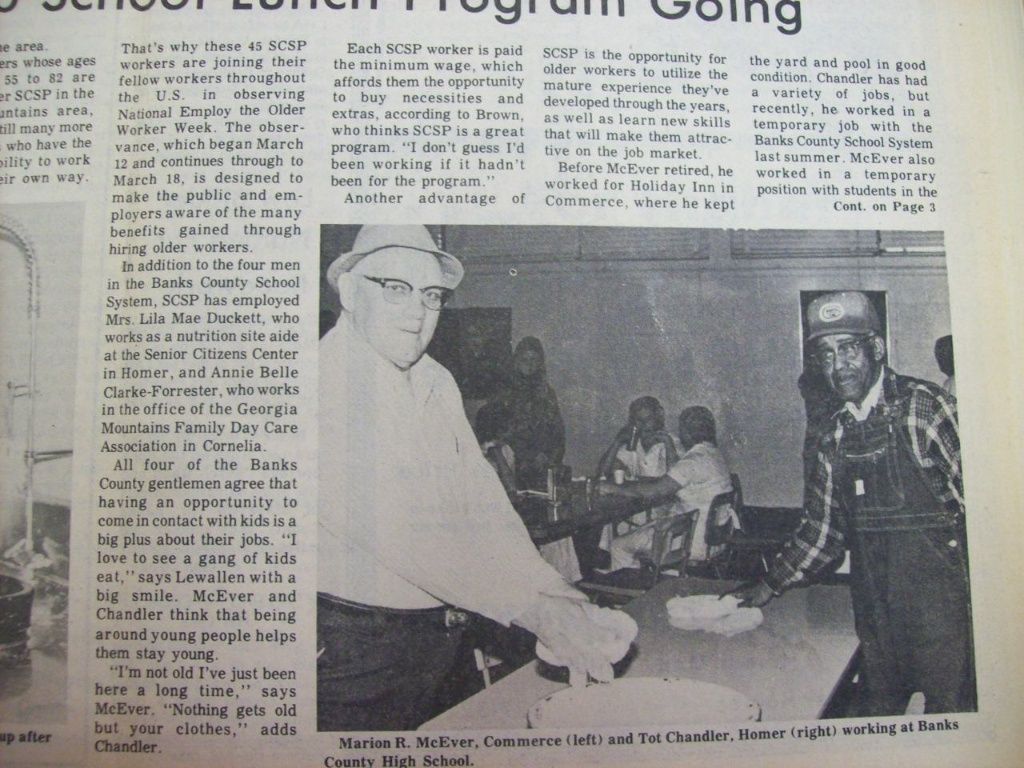 School Lunch Program Going
e area.
ers whose ages
55 to 82 are
er SCSP in the
untains area,
till many more
who have the
bility to work
eir own way.
up after
That's why these 45 SCSP
workers are joining their
fellow workers throughout
the U.S. in observing
National Employ the Older
Worker Week. The obser-
vance, which began March
12 and continues through to
March 18, is designed to
make the public and em-
ployers aware of the many
benefits gained through
hiring older workers.
In addition to the four men
in the Banks County School
System, SCSP has employed
Mrs. Lila Mae Duckett, who
works as a nutrition site aide
at the Senior Citizens Center
in Homer, and Annie Belle
Clarke-Forrester, who works
in the office of the Georgia
Mountains Family Day Care
Association in Cornelia.
All four of the Banks
County gentlemen agree that
having an opportunity to
come in contact with kids is a
big plus about their jobs. "I
love to see a gang of kids
eat," says Lewallen with a
big smile. McEver and
Chandler think that being
around young people helps
them stay young.
"I'm not old I've just been
here a long time," says
McEver. "Nothing gets old
but your clothes," adds
Chandler.
Each SCSP worker is paid
the minimum wage, which
affords them the opportunity
to buy necessities and
extras, according to Brown,
who thinks SCSP is a great
program. "I don't guess I'd
been working if it hadn't
been for the program."
Another advantage of
SCSP is the opportunity for
older workers to utilize the
mature experience they've
developed through the years,
as well as learn new skills
that will make them attrac-
tive on the job market.
Before McEver retired, he
worked for Holiday Inn in
Commerce, where he kept
the yard and pool in good
condition. Chandler has had
a variety of jobs, but
recently, he worked in a
temporary job with the
Banks County School System
last summer. McEver also
worked in a temporary
position with students in the
Cont. on Page 3
Marion R. McEver, Commerce (left) and Tot Chandler, Homer (right) working at Banks
County High School.